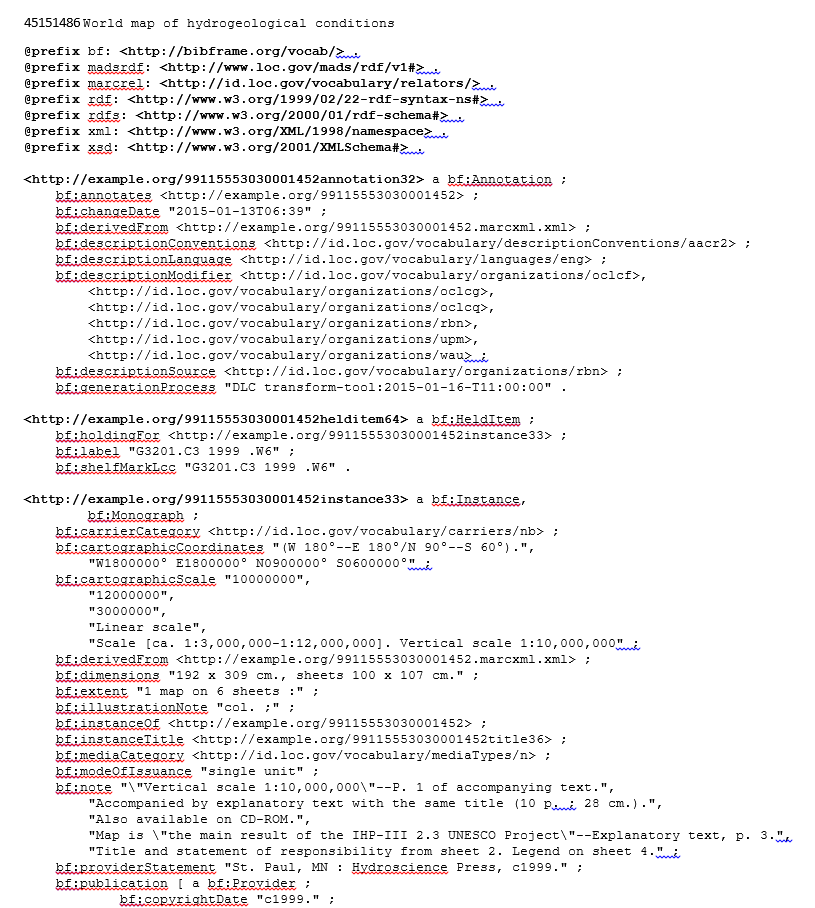 45151486 World map of hydrogeological conditions
@prefix bf: <http://bibframe.org/vocab/> .
@prefix madsrdf: <http://www.loc.gov/mads/rdf/v1#> .
@prefix marcrel: <http://id.loc.gov/vocabulary/relators/> .
@prefix rdf: <http://www.w3.org/1999/02/22-rdf-syntax-ns#> .
@prefix rdfs: <http://www.w3.org/2000/01/rdf-schema#> .
@prefix xml: <http://www.w3.org/XML/1998/namespace> .
@prefix xsd: <http://www.w3.org/2001/XMLSchema#> .
<http://example.org/99115553030001452annotation32> a bf:Annotation ;
bf:annotates <http://example.org/99115553030001452> ;
bf:changeDate "2015-01-13T06:39" ;
bf:derivedFrom <http://example.org/99115553030001452.marcxml.xml> ;
bf:descriptionConventions <http://id.loc.gov/vocabulary/descriptionConventions/aacr2> ;
bf:descriptionLanguage <http://id.loc.gov/vocabulary/languages/eng> ;
bf:descriptionModifier <http://id.loc.gov/vocabulary/organizations/oclcf>,
<http://id.loc.gov/vocabulary/organizations/oclcg>,
<http://id.loc.gov/vocabulary/organizations/oclcq>,
<http://id.loc.gov/vocabulary/organizations/rbn>,
<http://id.loc.gov/vocabulary/organizations/upm>,
<http://id.loc.gov/vocabulary/organizations/wau> ;
bf:descriptionSource <http://id.loc.gov/vocabulary/organizations/rbn> ;
bf:generationProcess "DLC transform-tool:2015-01-16-T11:00:00" .
<http://example.org/99115553030001452helditem64> a bf:HeldItem ;
bf:holdingFor <http://example.org/99115553030001452instance33> ;
bf:label "G3201.C3 1999 .W6" ;
bf:shelfMarkLcc "G3201.C3 1999 .W6" .
<http://example.org/99115553030001452instance33> a bf:Instance,
bf:Monograph ;
bf:carrierCategory <http://id.loc.gov/vocabulary/carriers/nb> ;
bf:cartographicCoordinates "(W 180°--E 180°/N 90°--S 60°).",
"W1800000° E1800000° N0900000° S0600000°" ;
bf:cartographicScale "10000000",
"12000000",
"3000000",
"Linear scale",
"Scale [ca. 1:3,000,000-1:12,000,000]. Vertical scale 1:10,000,000" ;
bf:derivedFrom <http://example.org/99115553030001452.marcxml.xml> ;
bf:dimensions "192 x 309 cm., sheets 100 x 107 cm." ;
bf:extent "1 map on 6 sheets :" ;
bf:illustrationNote "col. ;" ;
bf:instanceOf <http://example.org/99115553030001452> ;
bf:instanceTitle <http://example.org/99115553030001452title36> ;
bf:mediaCategory <http://id.loc.gov/vocabulary/mediaTypes/n> ;
bf:modeOfIssuance "single unit" ;
bf:note "\"Vertical scale 1:10,000,000\"--P. 1 of accompanying text.",
"Accompanied by explanatory text with the same title (10 p. ; 28 cm.).",
"Also available on CD-ROM.",
"Map is \"the main result of the IHP-III 2.3 UNESCO Project\"--Explanatory text, p. 3.",
"Title and statement of responsibility from sheet 2. Legend on sheet 4." ;
bf:providerStatement "St. Paul, MN : Hydroscience Press, c1999." ;
bf:publication [ a bf:Provider ;
bf:copyrightDate "c1999." ;